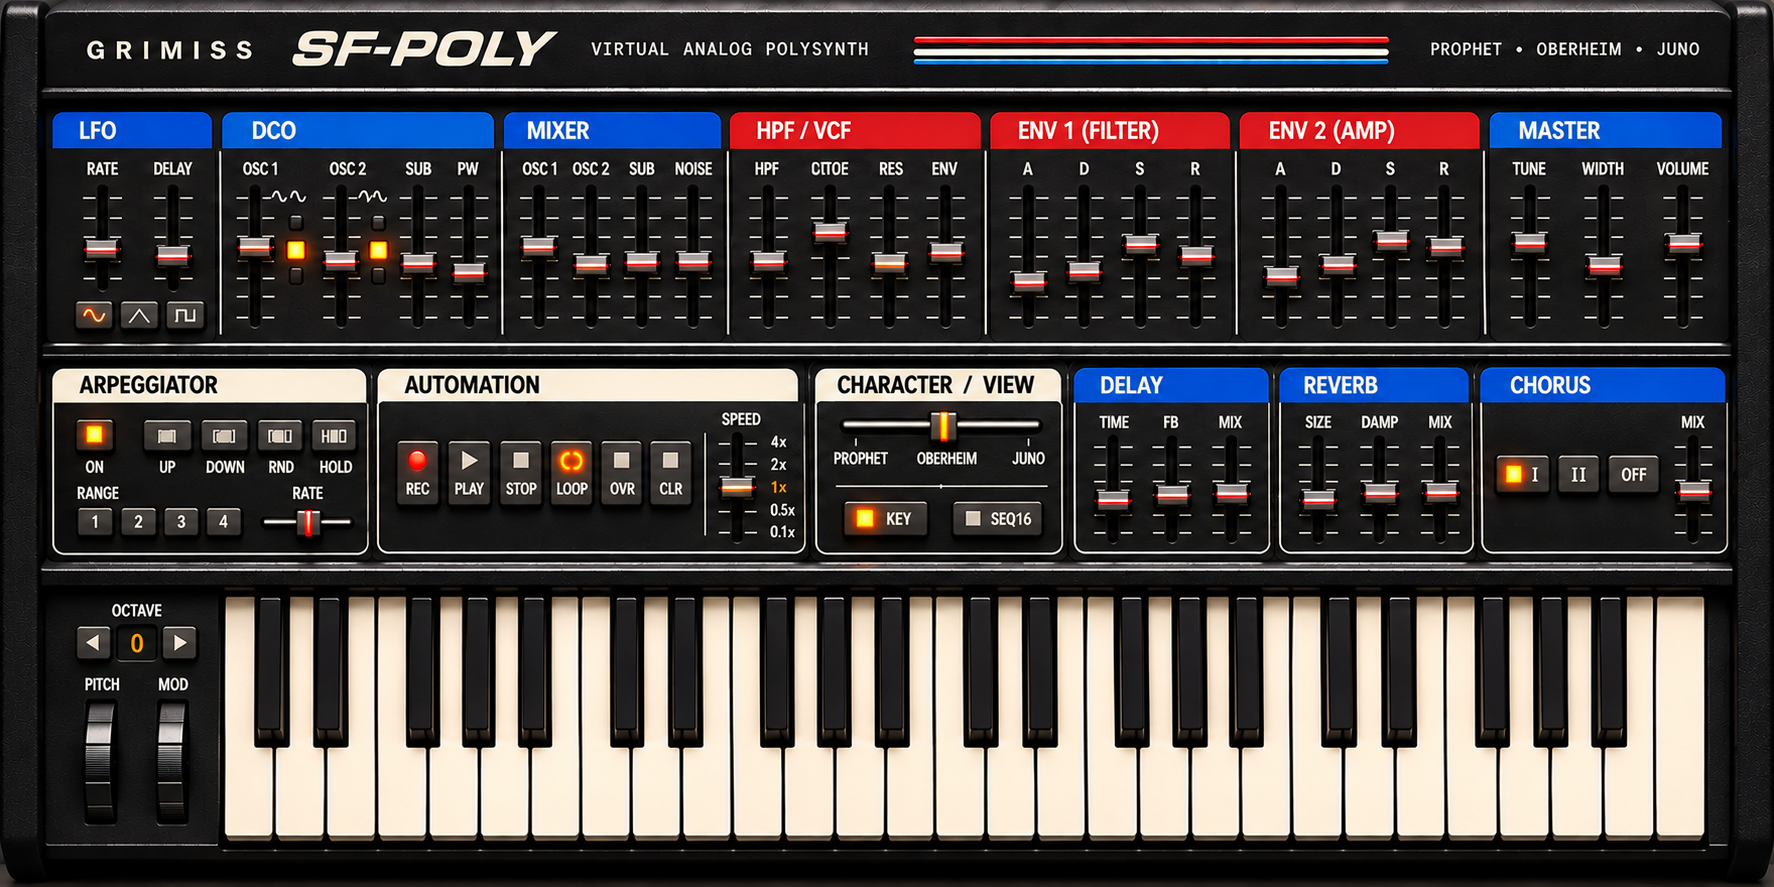 GRIMISS SF-POLY VIRTUAL ANALOG POLYSYNTH PROPHET • OBERHEIM • JUNO
LFO DCO MIXER HPF / VCF ENV 1 (FILTER) ENV 2 (AMP) MASTER
RATE DELAY OSC 1 OSC 2 SUB PW OSC 1 OSC 2 SUB NOISE HPF RES ENV A D S R A D S R TUNE WIDTH VOLUME
ARPEGGIATOR AUTOMATION CHARACTER / VIEW DELAY REVERB CHORUS
ON UP DOWN RND HOLD
RANGE RATE
1 2 3 4
REC PLAY STOP LOOP OVR CLR
SPEED
4x
2x
1x
0.5x
0.1x
PROPHET OBERHEIM JUNO
KEY SEQ16
TIME FB MIX
SIZE DAMP MIX
MIX
I II OFF
OCTAVE
0
PITCH MOD